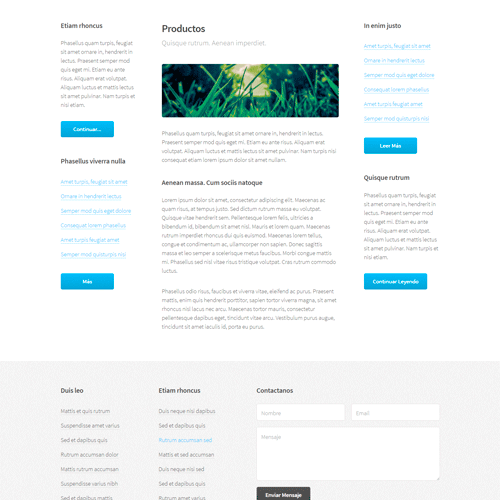 Etiam rhoncus
Phasellus quam turpis, feugiat
sit amet ornare in, hendrerit in
lectus. Praesent semper mod
quis eget mi. Etiam eu ante
risus. Aliquam erat volutpat.
Aliquam luctus et mattis lectus
sit amet pulvinar. Nam turpis et
nisi etiam.
Continuar...
Phasellus viverra nulla
Amet turpis, feugiat et sit amet
Ornare in hendrerit lectus
Semper mod quis eget dolore
Consequat lorem phasellus
Amet turpis feugiat amet
Semper mod quisturpis nisl
Más
Productos
Quisque rutrum. Aenean imperdiet.
Phasellus quam turpis, feugiat sit amet ornare in, hendrerit in lectus.
Praesent semper mod quis eget mi. Etiam eu ante risus. Aliquam erat
volutpat. Aliquam luctus et mattis lectus sit amet pulvinar. Nam turpis nisi
consequat etiam lorem ipsum dolor sit amet nullam.
Aenean massa. Cum sociis natoque
Lorem ipsum dolor sit amet, consectetur adipiscing elit. Maecenas ac
quam risus, at tempus justo. Sed dictum rutrum massa eu volutpat.
Quisque vitae hendrerit sem. Pellentesque lorem felis, ultricies a
bibendum id, bibendum sit amet nisl. Mauris et lorem quam. Maecenas
rutrum imperdiet rhoncus dui quis euismod. Maecenas lorem tellus,
congue et condimentum ac, ullamcorper non sapien. Donec sagittis
massa et leo semper a scelerisque metus faucibus. Morbi congue mattis
mi. Phasellus sed nisl vitae risus tristique volutpat. Cras rutrum commodo
luctus.
Phasellus odio risus, faucibus et viverra vitae, eleifend ac purus. Praesent
mattis, enim quis hendrerit porttitor, sapien tortor viverra magna, sit amet
rhoncus nisl lacus nec arcu. Maecenas tortor mauris, consectetur
pellentesque dapibus eget, tincidunt vitae arcu. Vestibulum purus augue,
tincidunt sit amet iaculis id, porta eu purus.
In enim justo
Amet turpis, feugiat et sit amet
Ornare in hendrerit in lectus
Semper mod quis eget dolore
Consequat lorem phasellus
Amet turpis, feugiat amet
Semper mod quisturpis nisl
Leer Más
Quisque rutrum
Phasellus quam turpis, feugiat
sit amet ornare in, hendrerit in
lectus. Praesent semper mod
quis eget mi. Etiam eu ante
risus. Aliquam erat volutpat.
Aliquam luctus et mattis lectus
sit amet pulvinar. Nam turpis et
nisi etiam.
Continuar Leyendo
Duis leo
Mattis et quis rutrum
Suspendisse amet varius
Sed et dapibus quis
Rutrum accumsan dolor
Mattis rutrum accumsan
Suspendisse varius nibh
Sed et dapibus mattis
Etiam rhoncus
Duis neque nisi dapibus
Sed et dapibus quis
Rutrum accumsan sed
Mattis et sed accumsan
Duis neque nisi sed
Sed et dapibus quis
Rutrum amet varius
Contactanos
Nombre
Email
Mensaje
Enviar Mensaje